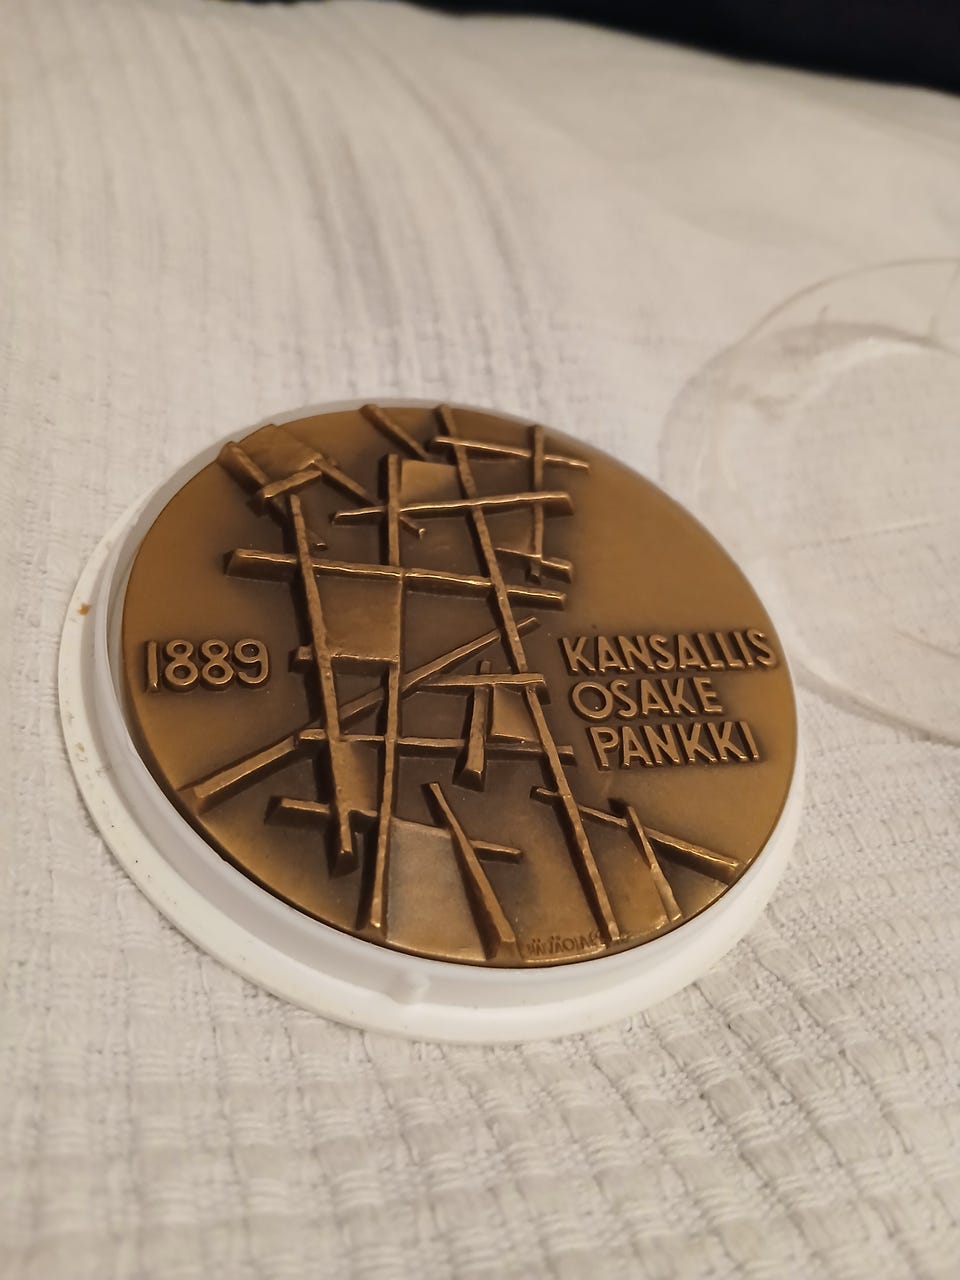 1889
KANSALLIS
OSAKE
PANKKI